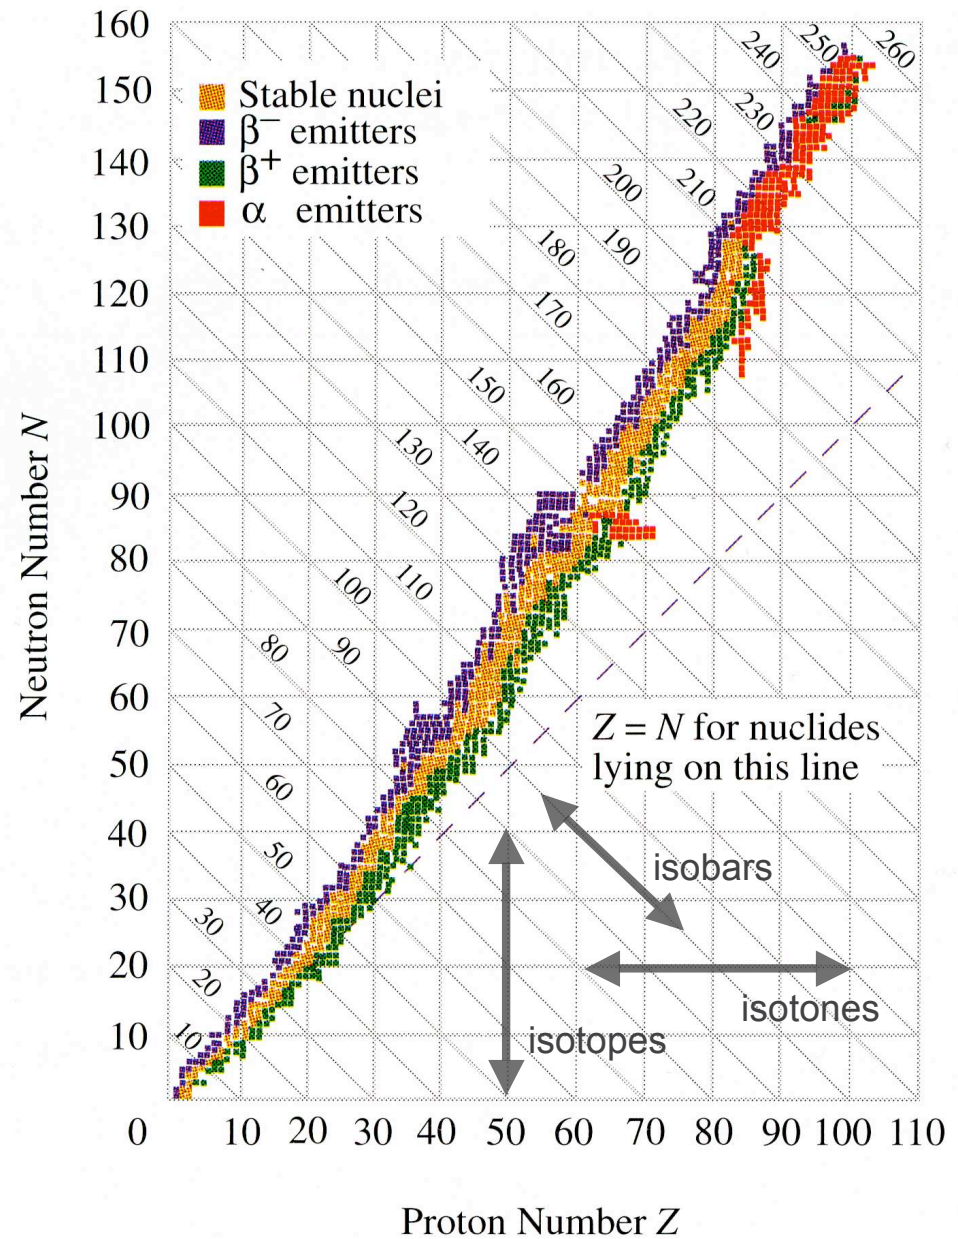 160
150
140
130
120
110
100
90
80
70
60
50
40
30
20
10
0
10 20 30 40 50 60 70 80 90 100 110
Neutron Number N
Proton Number Z
Stable nuclei
β⁻ emitters
β⁺ emitters
α emitters
240 250 260
220 230
200 210
180 190
170
150 160
130 140
120
100 110
80 90
70
60
50
30 40
20
10
Z = N for nuclides
lying on this line
isobars
isotones
isotopes